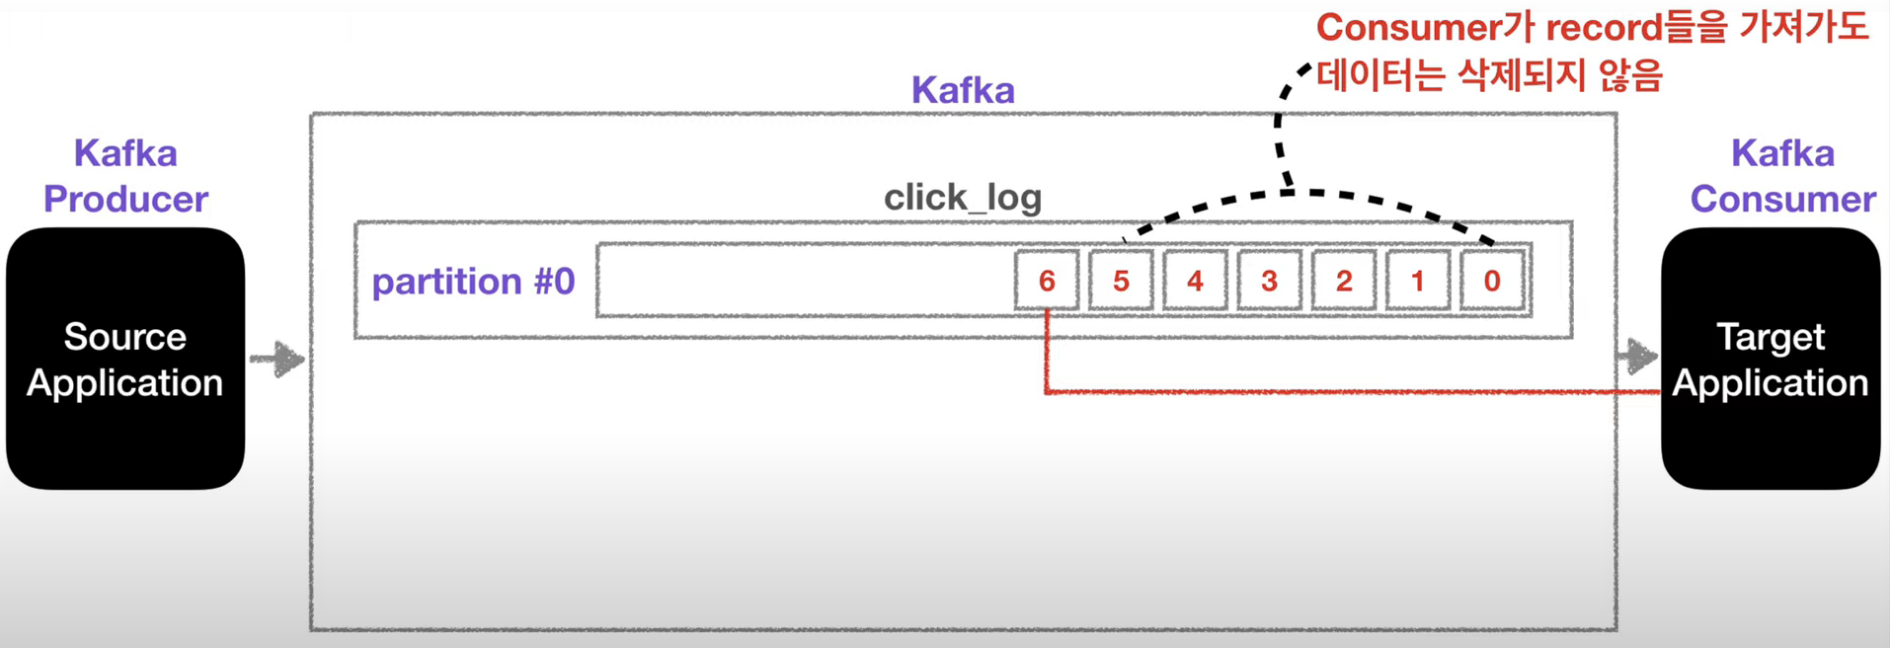 Consumer가 record들을 가져가도
데이터는 삭제되지 않음
Kafka
Kafka
Producer
Kafka
Consumer
click_log
partition #0
6 5 4 3 2 1 0
Source
Application
Target
Application